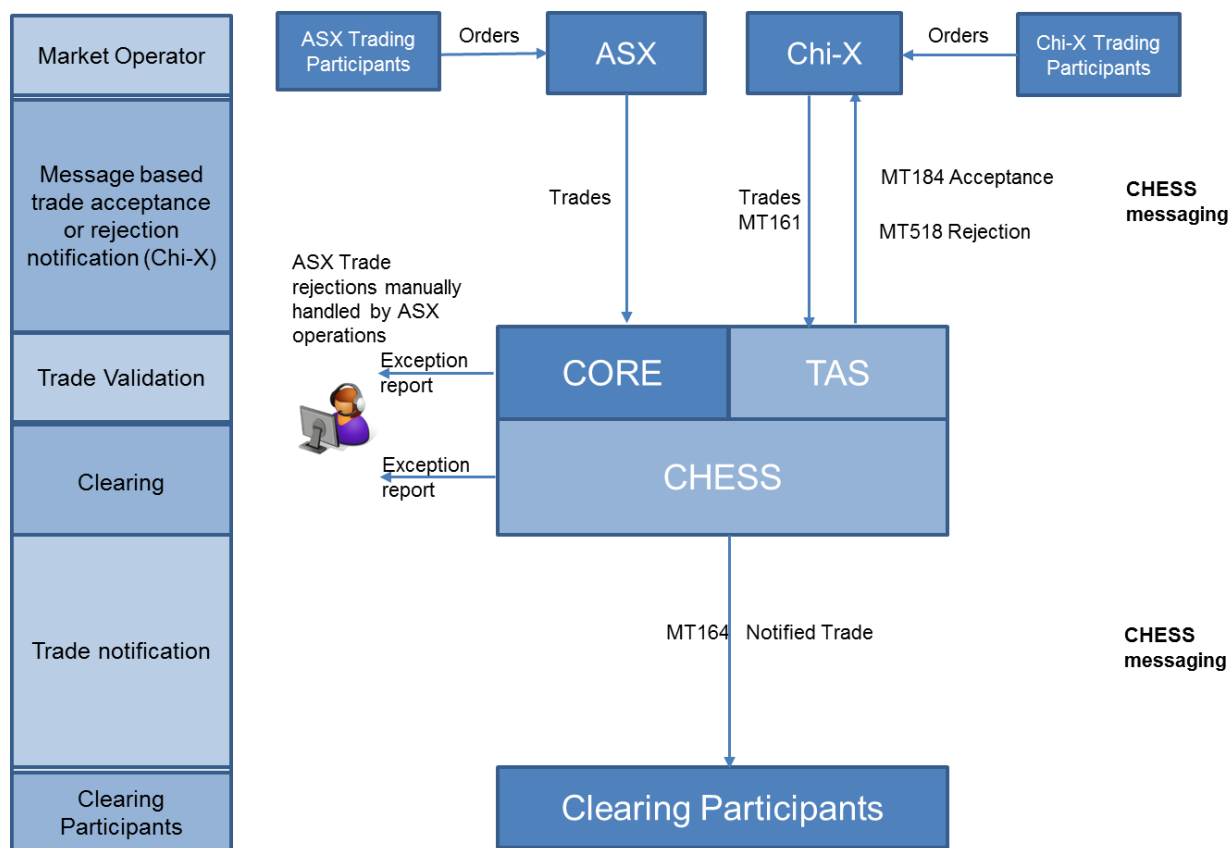 Market Operator
ASX Trading
Participants
Orders
ASX
Chi-X
Orders
Chi-X Trading
Participants
Message based
trade acceptance
or rejection
notification (Chi-X)
Trades
Trades
MT161
MT184 Acceptance
MT518 Rejection
CHESS
messaging
ASX Trade
rejections manually
handled by ASX
operations
Trade Validation
Exception
report
CORE
TAS
Clearing
Exception
report
CHESS
Trade notification
MT164 Notified Trade
CHESS
messaging
Clearing
Participants
Clearing Participants